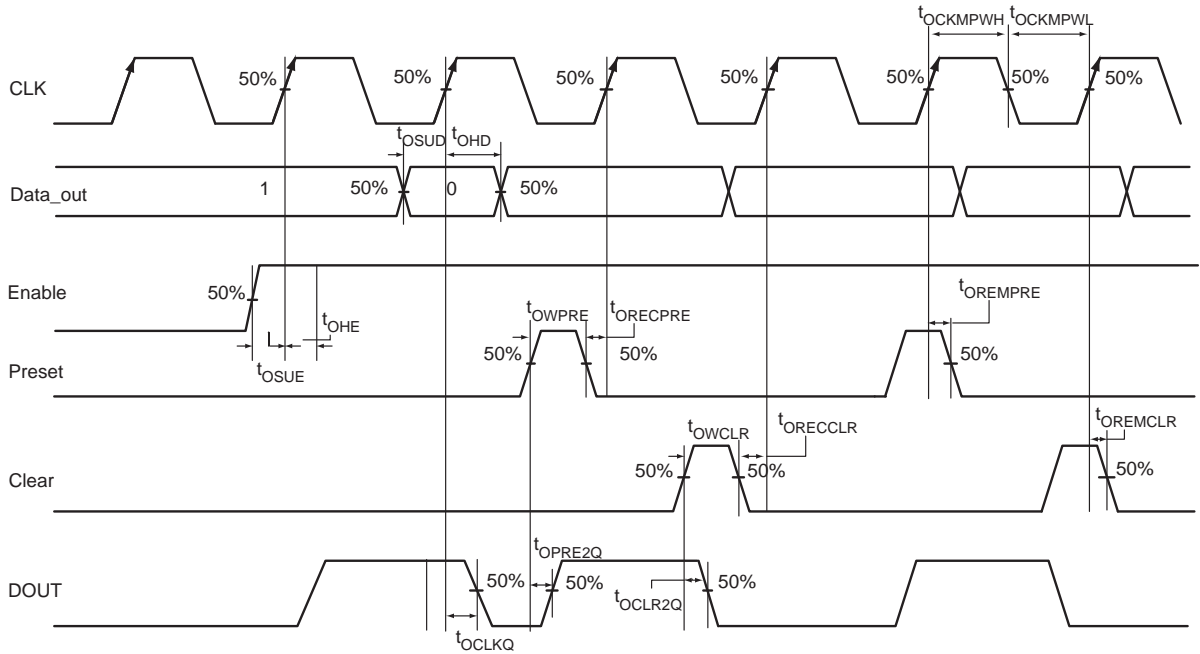 tOCKMPWH tOCKMPWL
CLK 50% 50% 50% 50% 50% 50% 50%
tOSUD tOHD
Data_out 1 50% 0 50%
Enable 50%
tOHE
tOSUE
tOWPRE tORECPRE tOREMPRE
Preset 50% 50% 50%
tOWCLR tORECCLR tOREMCLR
Clear 50% 50% 50%
tOPRE2Q
DOUT 50% 50% 50%
tOCLR2Q
tOCLKQ